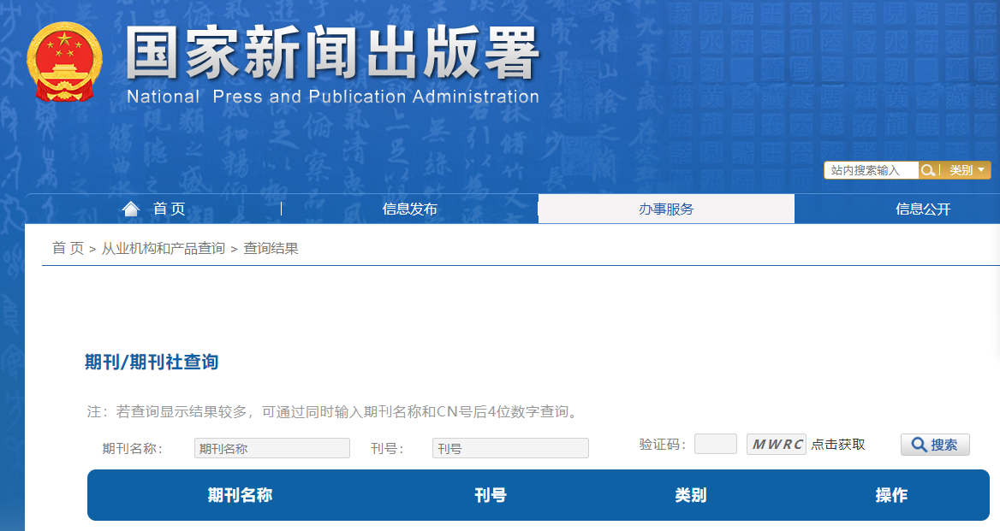 国家新闻出版署
National Press and Publication Administration
站内搜索输入 类别
首 页 信息发布 办事服务 信息公开
首 页 > 从业机构和产品查询 > 查询结果
期刊/期刊社查询
注：若查询显示结果较多，可通过同时输入期刊名称和CN号后4位数字查询。
期刊名称： 期刊名称 刊号： 刊号 验证码： MWRC 点击获取 搜索
期刊名称 刊号 类别 操作